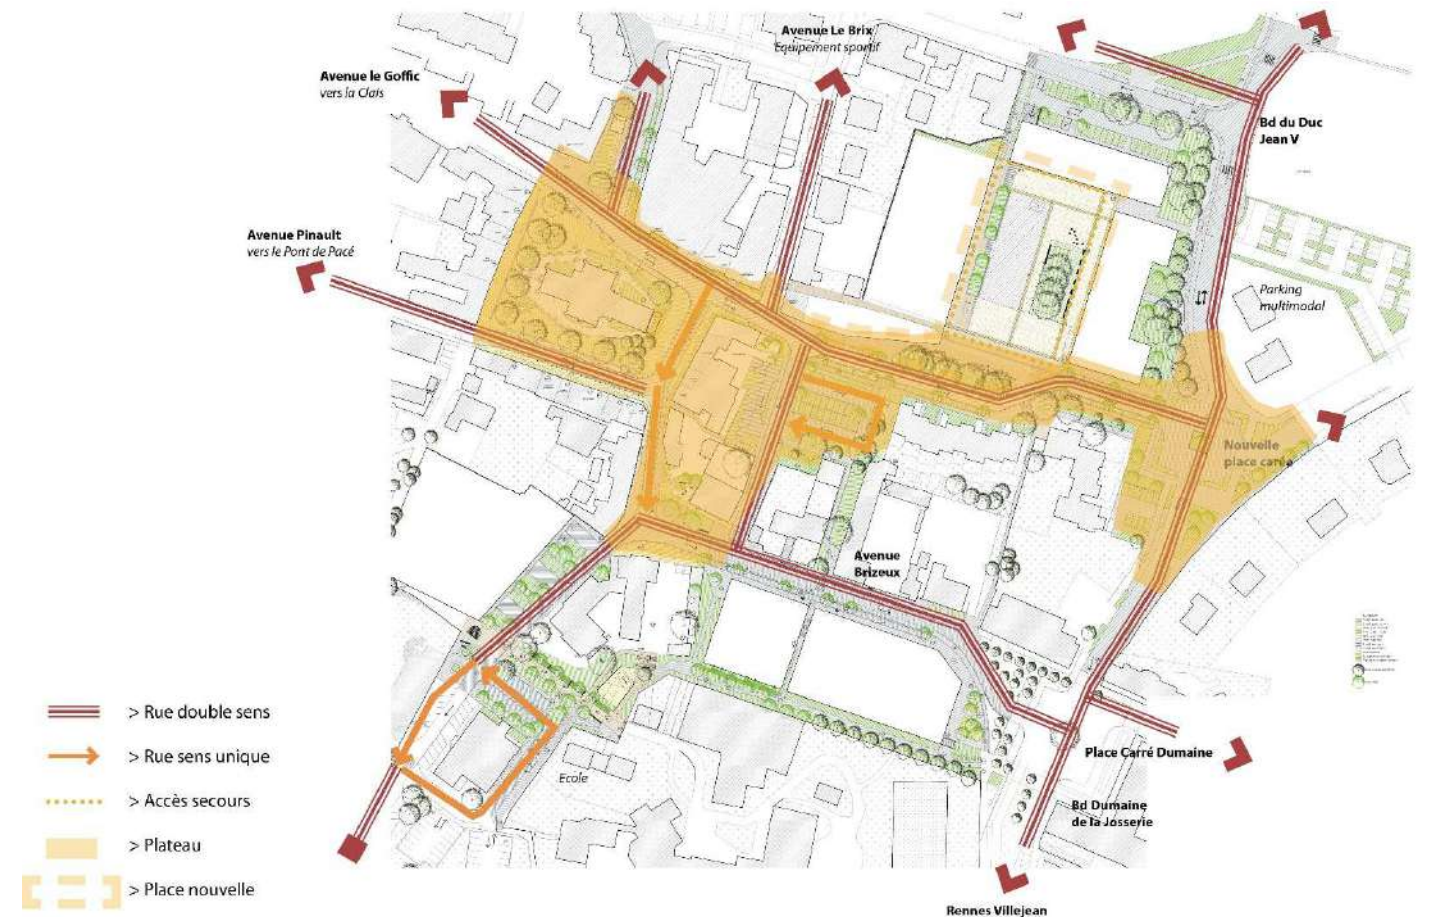 Avenue Le Brix
Equipement sportif
Avenue le Goffic
vers la Clais
Bd du Duc
Jean V
Avenue Pinault
vers le Pont de Pacé
Parking
multimodal
Nouvelle
place carée
Avenue
Brizeux
> Rue double sens
> Rue sens unique
> Accès secours
> Plateau
> Place nouvelle
Ecole
Place Carré Dumaine
Bd Dumaine
de la Josserie
Rennes Villejean